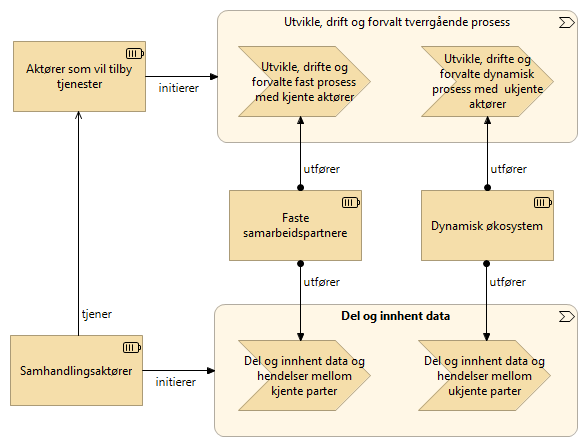 Utvikle, drift og forvalt tverrgående prosess
Aktører som vil tilby
tjenester
initierer
Utvikle, drifte og
forvalte fast prosess
med kjente aktører
Utvikle, drifte og
forvalte dynamisk
prosess med ukjente
aktører
utfører
utfører
Faste
samarbeidspartnere
Dynamisk økosystem
utfører
utfører
tjener
Del og innhent data
Samhandlingsaktører
initierer
Del og innhent data og
hendelser mellom
kjente parter
Del og innhent data og
hendelser mellom
ukjente parter